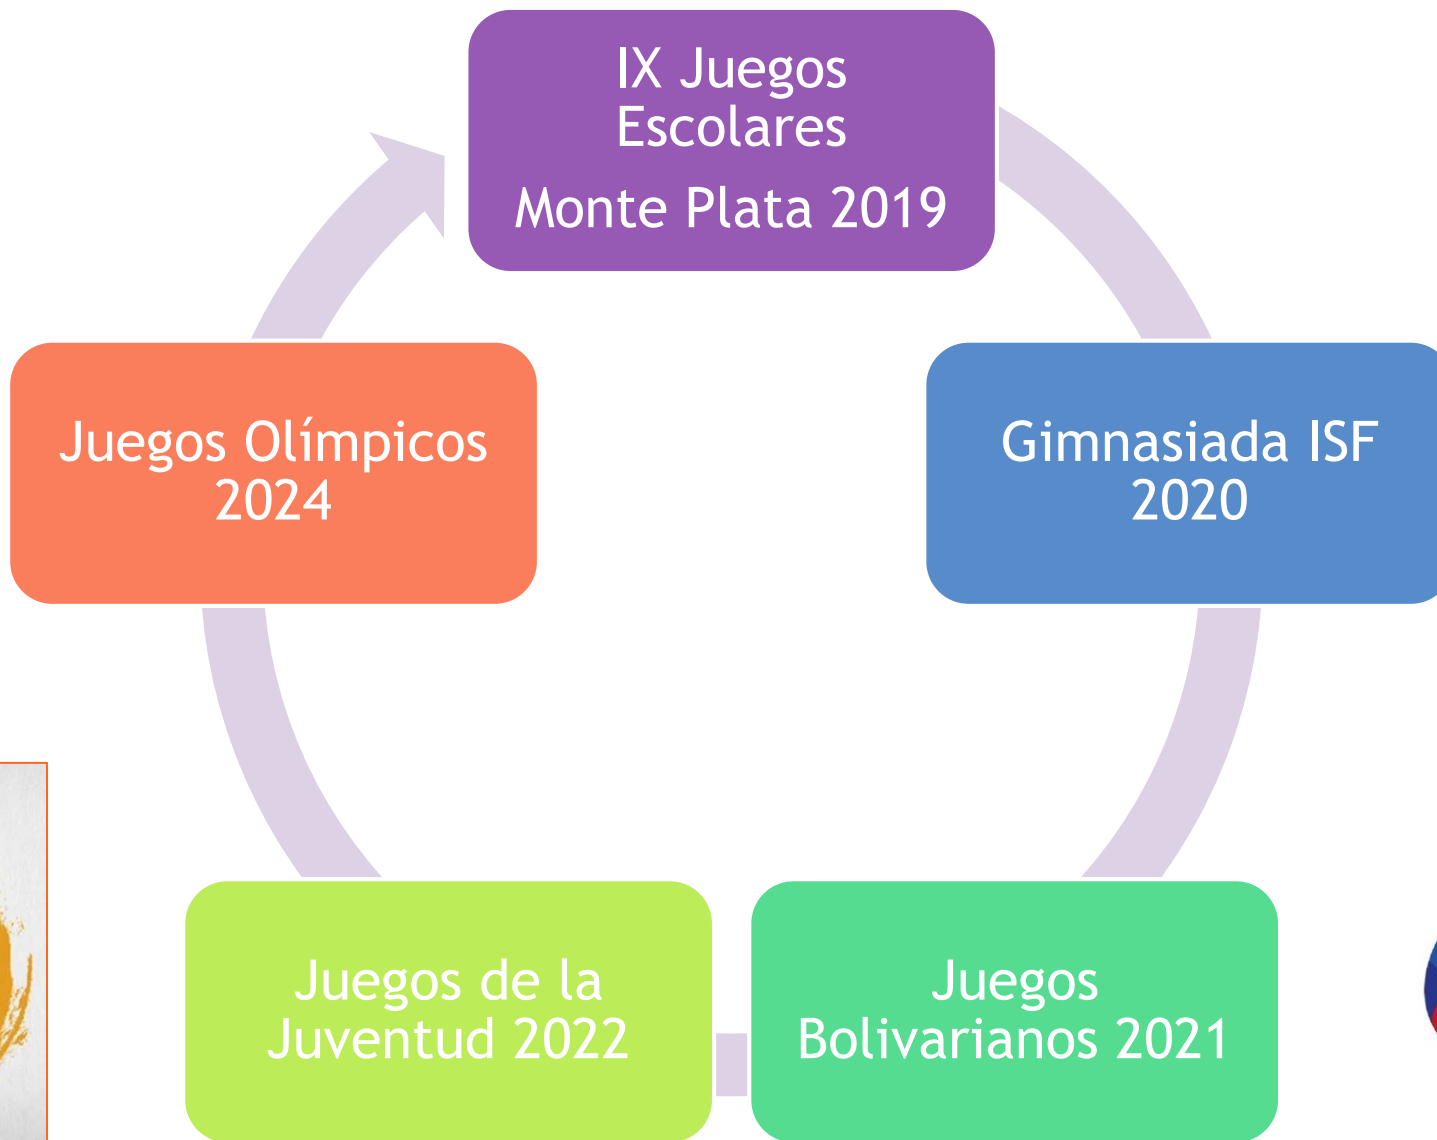 IX Juegos
Escolares
Monte Plata 2019
Gimnasiada ISF
2020
Juegos
Bolivarianos 2021
Juegos de la
Juventud 2022
Juegos Olímpicos
2024